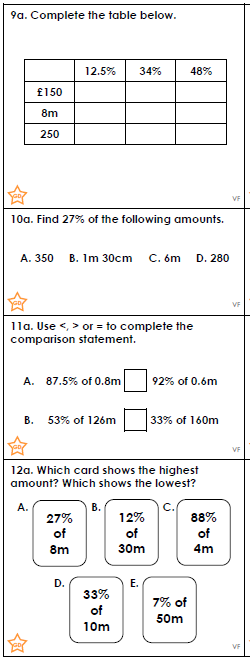 9a. Complete the table below.
12.5% 34% 48%
£150
8m
250
GD
VF
10a. Find 27% of the following amounts.
A. 350 B. 1m 30cm C. 6m D. 280
GD
VF
11a. Use <, > or = to complete the
comparison statement.
A. 87.5% of 0.8m 92% of 0.6m
B. 53% of 126m 33% of 160m
GD
VF
12a. Which card shows the highest
amount? Which shows the lowest?
A. 27%
of
8m
B. 12%
of
30m
C. 88%
of
4m
D. 33%
of
10m
E. 7% of
50m
GD
VF